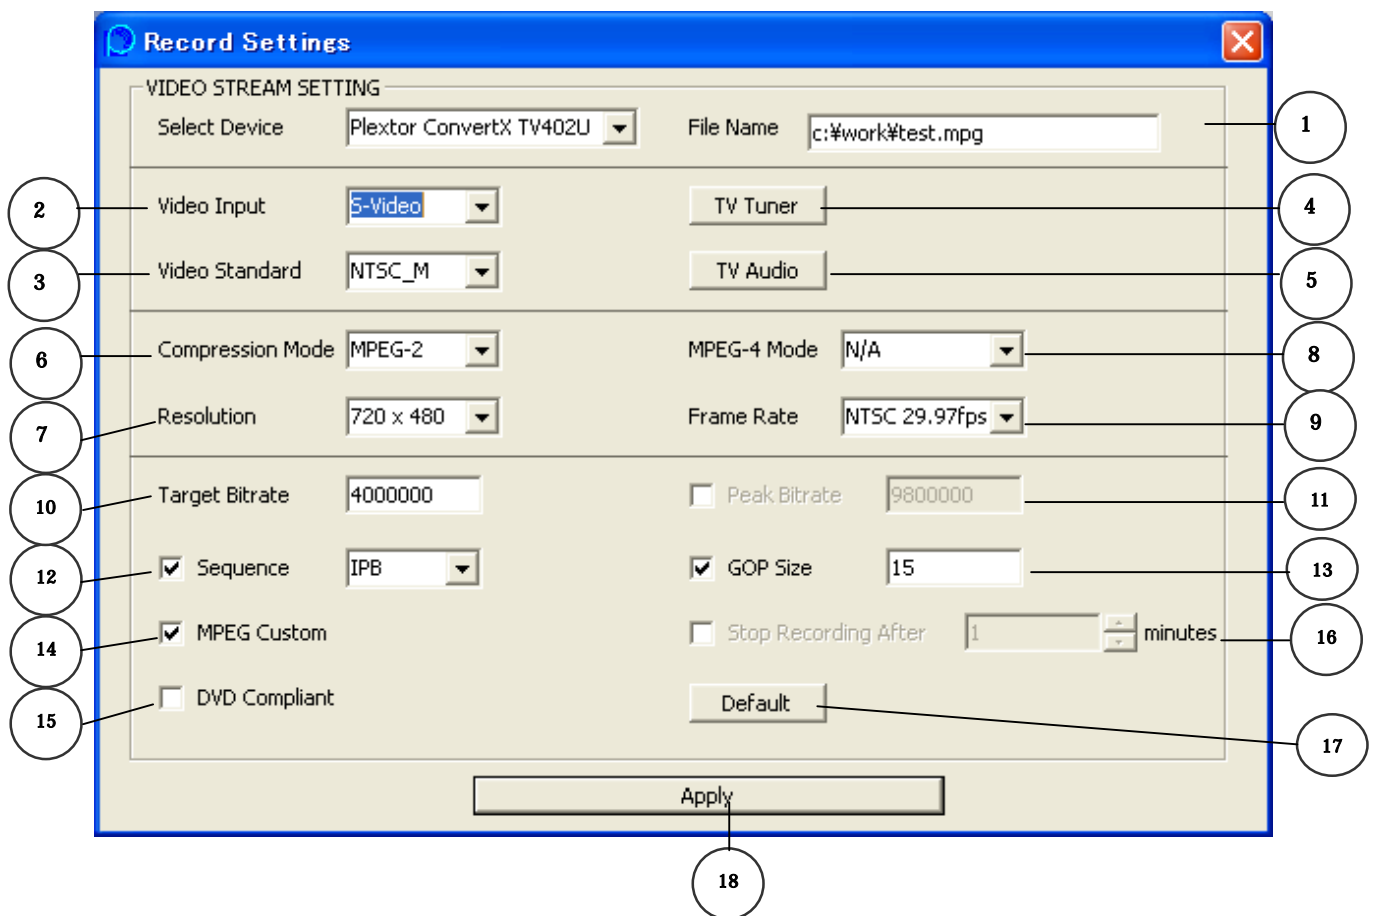 Record Settings
VIDEO STREAM SETTING
Select Device Plextor ConvertX TV402U File Name c:¥work¥test.mpg 1
2 Video Input S-Video TV Tuner 4
3 Video Standard NTSC_M TV Audio 5
6 Compression Mode MPEG-2 MPEG-4 Mode N/A 8
7 Resolution 720 x 480 Frame Rate NTSC 29.97fps 9
10 Target Bitrate 4000000 Peak Bitrate 9800000 11
12 Sequence IPB GOP Size 15 13
14 MPEG Custom Stop Recording After 1 minutes 16
15 DVD Compliant Default 17
Apply
18